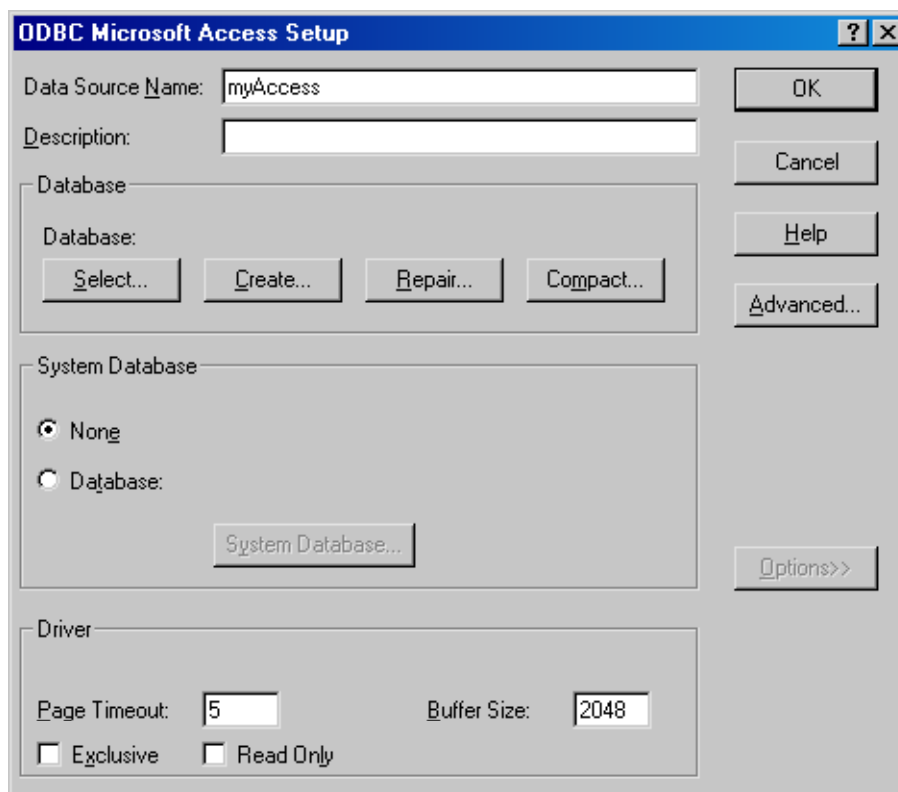 ODBC Microsoft Access Setup
Data Source Name: myAccess
OK
Description:
Cancel
Database
Database:
Help
Select... Create... Repair... Compact...
Advanced...
System Database
None
Database:
System Database...
Options>>
Driver
Page Timeout: 5 Buffer Size: 2048
Exclusive Read Only